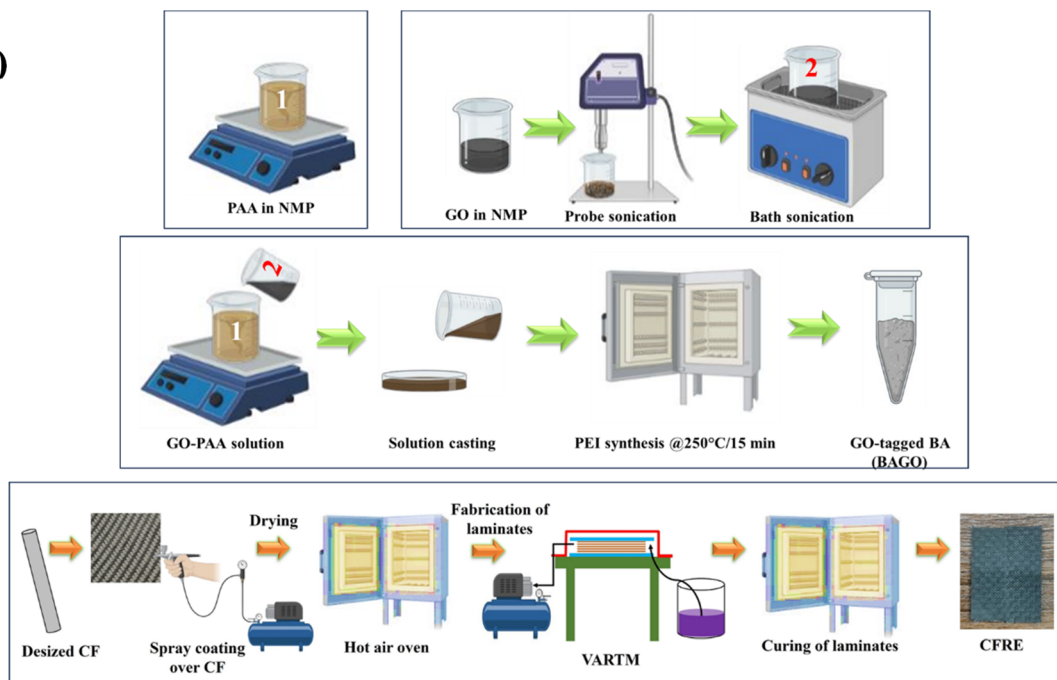 )
1
PAA in NMP
GO in NMP
Probe sonication
2
Bath sonication
2
1
GO-PAA solution
Solution casting
PEI synthesis @250°C/15 min
GO-tagged BA
(BAGO)
Desized CF
Spray coating
over CF
Drying
Hot air oven
Fabrication of
laminates
VARTM
Curing of laminates
CFRE